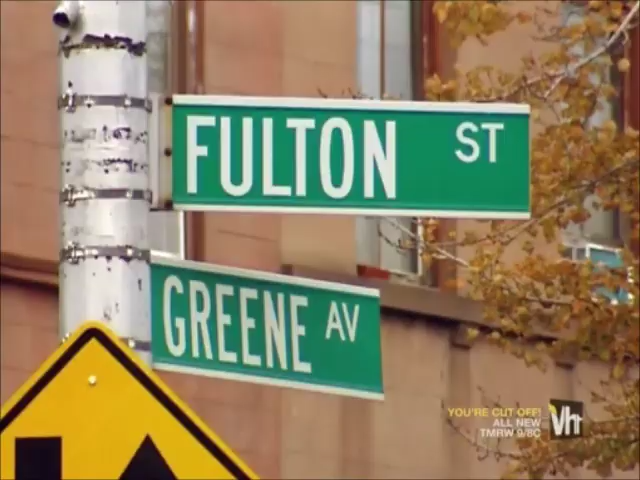 FULTON ST
GREENE AV
YOU'RE CUT OFF!
ALL NEW
TMRW 9/8C
Vh1